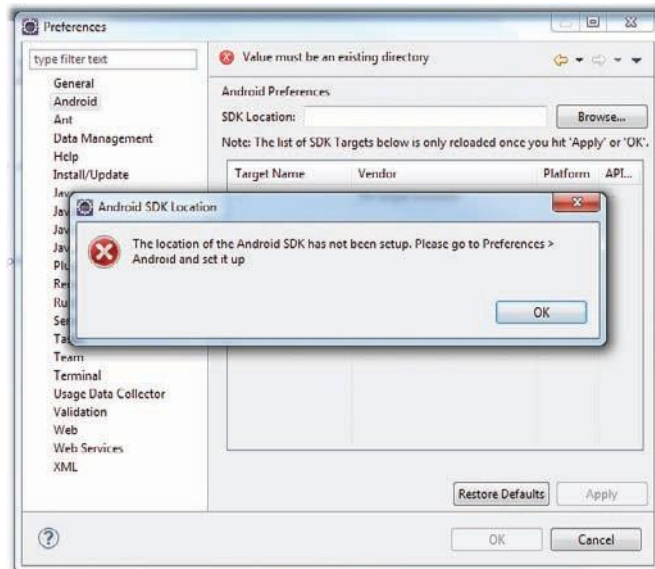 Preferences
type filter text
Value must be an existing directory
General
Android
Ant
Data Management
Help
Install/Update
Android Preferences
SDK Location:
Browse...
Note: The list of SDK Targets below is only reloaded once you hit 'Apply' or 'OK'.
Target Name Vendor Platform API...
Android SDK Location
The location of the Android SDK has not been setup. Please go to Preferences >
Android and set it up
OK
Team
Terminal
Usage Data Collector
Validation
Web
Web Services
XML
Restore Defaults
Apply
OK
Cancel